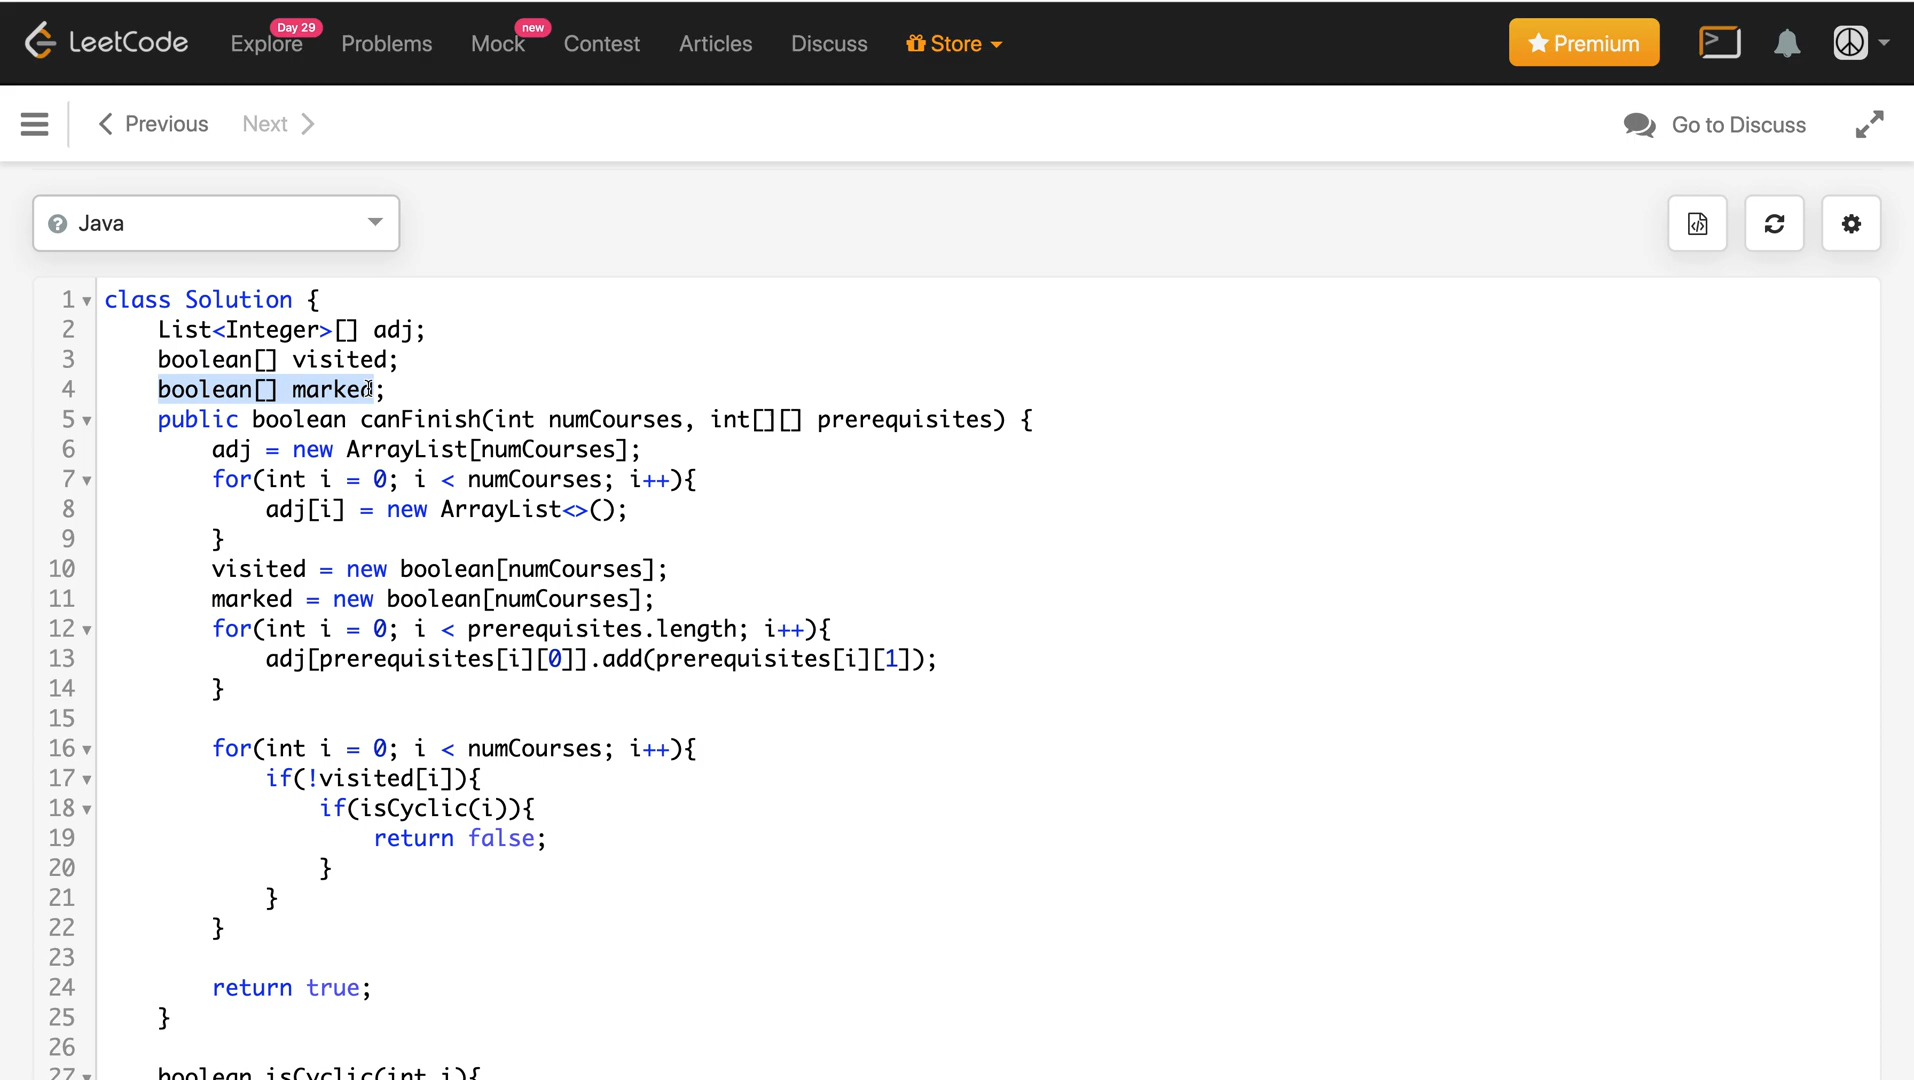 LeetCode Explore Day 29 Problems Mock new Contest Articles Discuss Store Premium
Previous Next Go to Discuss
Java
1 class Solution {
2 List<Integer>[] adj;
3 boolean[] visited;
4 boolean[] marked;
5 public boolean canFinish(int numCourses, int[][] prerequisites) {
6 adj = new ArrayList[numCourses];
7 for(int i = 0; i < numCourses; i++){
8 adj[i] = new ArrayList<>();
9 }
10 visited = new boolean[numCourses];
11 marked = new boolean[numCourses];
12 for(int i = 0; i < prerequisites.length; i++){
13 adj[prerequisites[i][0]].add(prerequisites[i][1]);
14 }
15
16 for(int i = 0; i < numCourses; i++){
17 if(!visited[i]){
18 if(isCyclic(i)){
19 return false;
20 }
21 }
22 }
23
24 return true;
25 }
26
27 boolean isCyclic(int i){